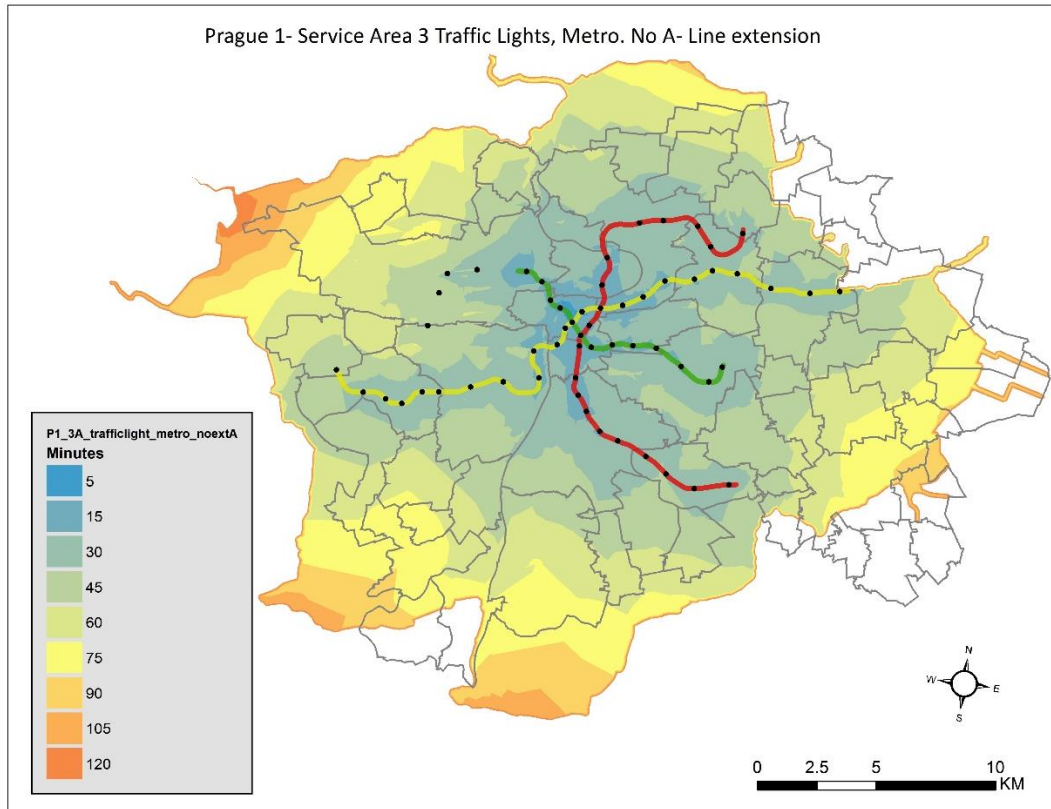 Prague 1- Service Area 3 Traffic Lights, Metro. No A- Line extension
P1_3A_trafficlight_metro_noextA
Minutes
5
15
30
45
60
75
90
105
120
N
W
E
S
0 2.5 5 10
KM